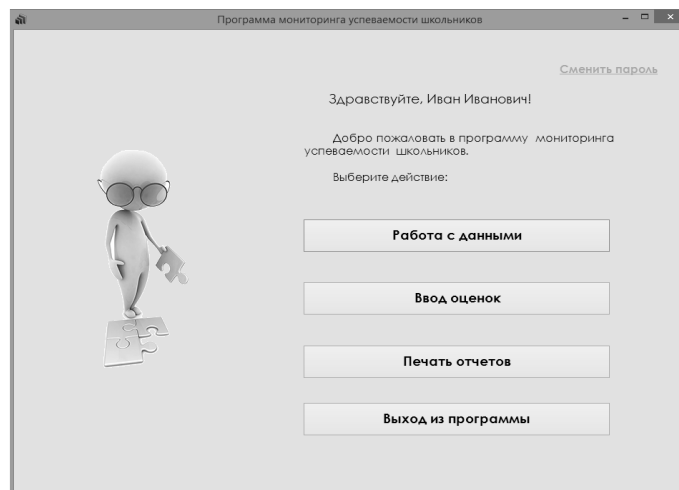 Программа мониторинга успеваемости школьников
Сменить пароль
Здравствуйте, Иван Иванович!
Добро пожаловать в программу мониторинга
успеваемости школьников.
Выберите действие:
Работа с данными
Ввод оценок
Печать отчетов
Выход из программы